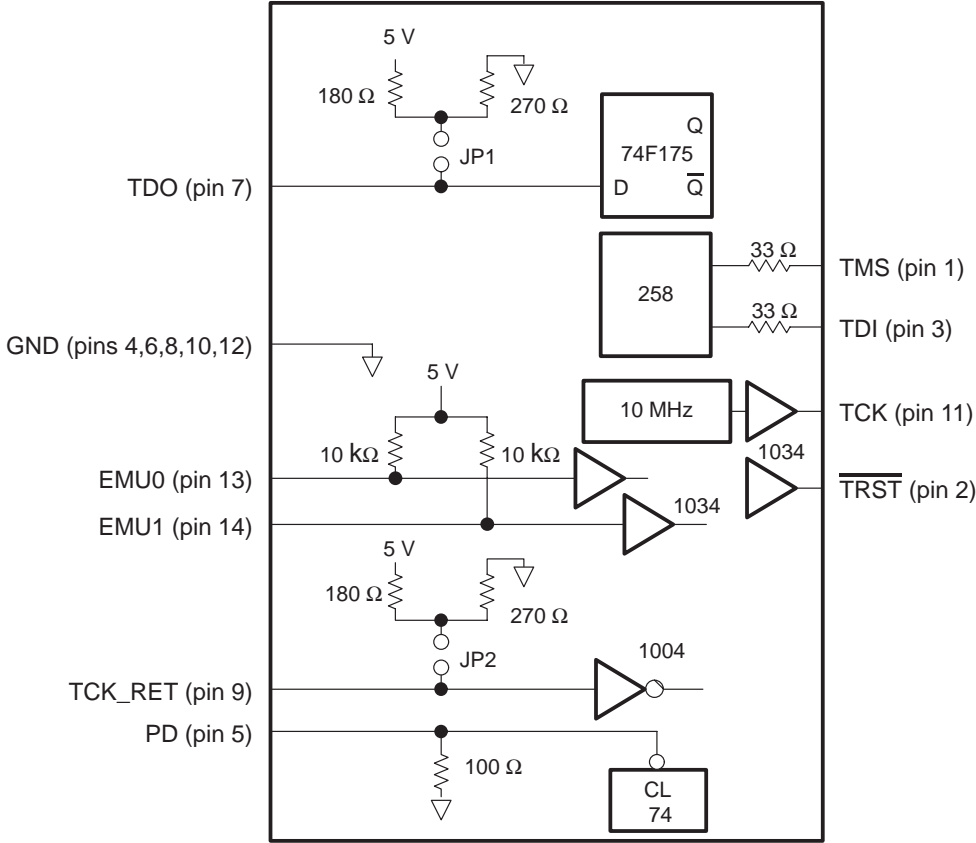 5 V
180 Ω
270 Ω
JP1
TDO (pin 7)
Q
74F175
D
Q̅
33 Ω
TMS (pin 1)
258
33 Ω
TDI (pin 3)
GND (pins 4,6,8,10,12)
5 V
10 MHz
TCK (pin 11)
10 kΩ
10 kΩ
1034
EMU0 (pin 13)
T̅R̅S̅T̅ (pin 2)
1034
EMU1 (pin 14)
5 V
180 Ω
270 Ω
JP2
1004
TCK_RET (pin 9)
PD (pin 5)
100 Ω
CL
74